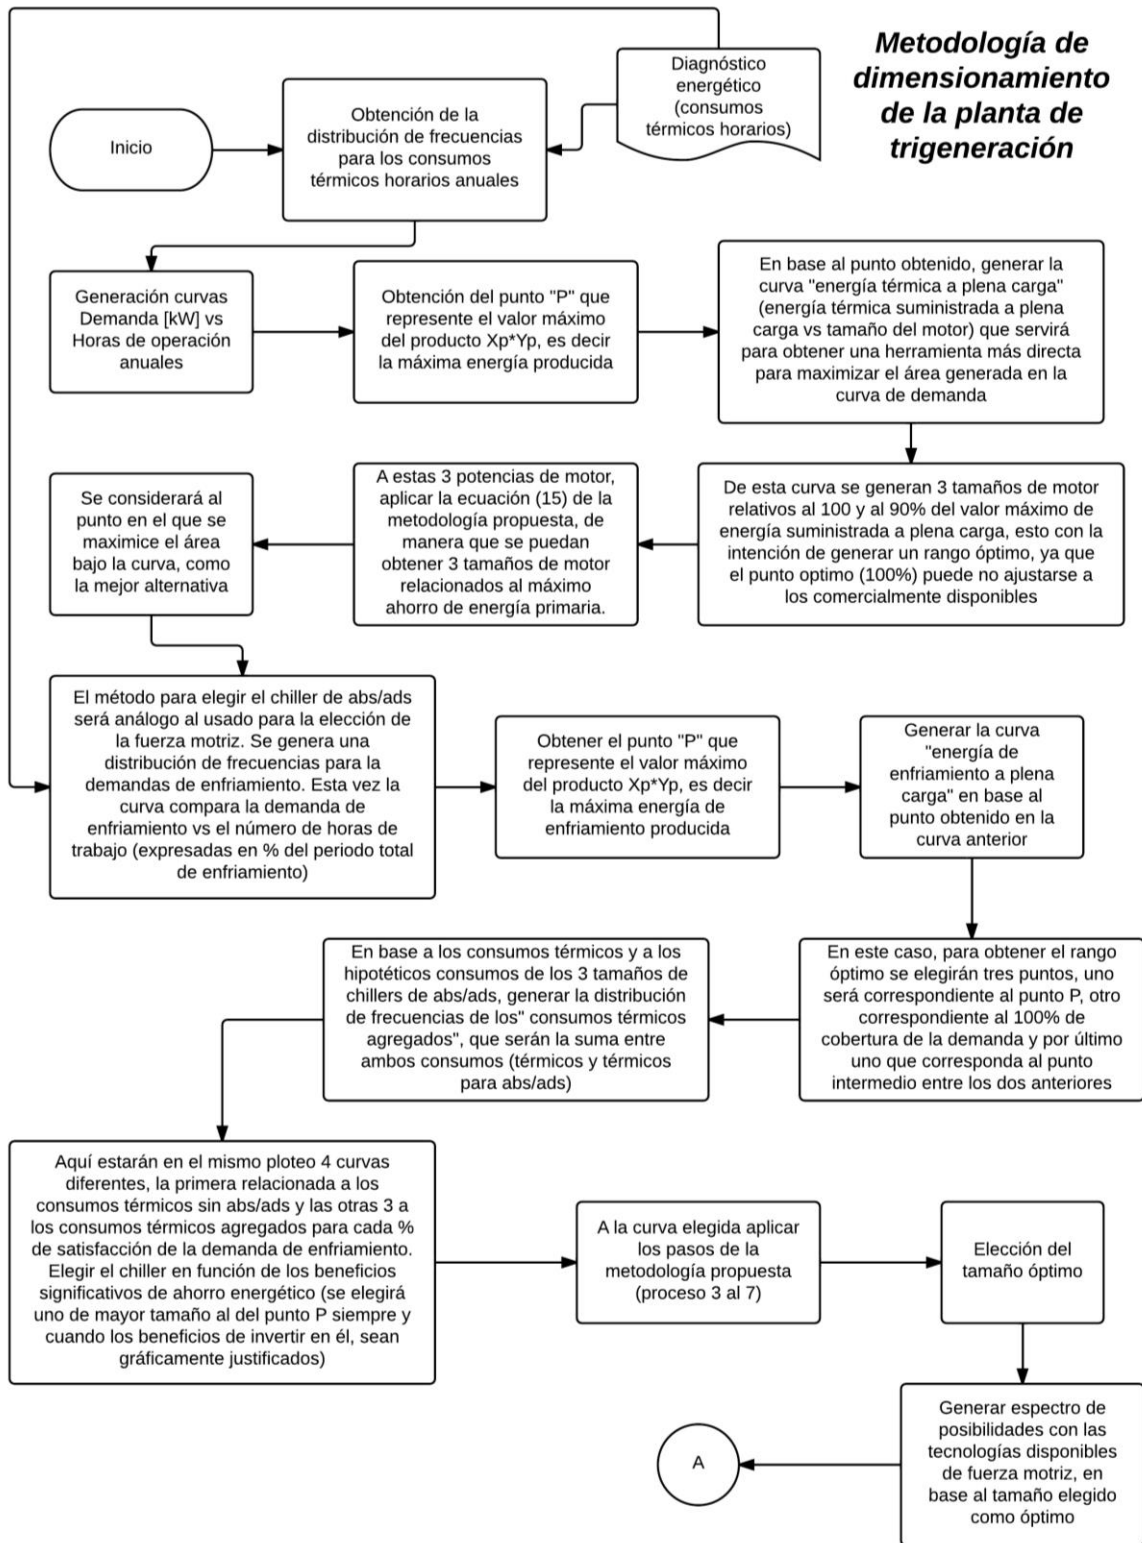 Metodología de
dimensionamiento
de la planta de
trigeneración
Inicio
Obtención de la
distribución de frecuencias
para los consumos
térmicos horarios anuales
Diagnóstico
energético
(consumos
térmicos horarios)
Generación curvas
Demanda [kW] vs
Horas de operación
anuales
Obtención del punto "P" que
represente el valor máximo
del producto Xp*Yp, es decir
la máxima energía producida
En base al punto obtenido, generar la
curva "energía térmica a plena carga"
(energía térmica suministrada a plena
carga vs tamaño del motor) que servirá
para obtener una herramienta más directa
para maximizar el área generada en la
curva de demanda
De esta curva se generan 3 tamaños de motor
relativos al 100 y al 90% del valor máximo de
energía suministrada a plena carga, esto con la
intención de generar un rango óptimo, ya que
el punto optimo (100%) puede no ajustarse a
los comercialmente disponibles
A estas 3 potencias de motor,
aplicar la ecuación (15) de la
metodología propuesta, de
manera que se puedan
obtener 3 tamaños de motor
relacionados al máximo
ahorro de energía primaria.
Se considerará al
punto en el que se
maximice el área
bajo la curva, como
la mejor alternativa
El método para elegir el chiller de abs/ads
será análogo al usado para la elección de
la fuerza motriz. Se genera una
distribución de frecuencias para la
demandas de enfriamiento. Esta vez la
curva compara la demanda de
enfriamiento vs el número de horas de
trabajo (expresadas en % del periodo total
de enfriamiento)
Obtener el punto "P" que
represente el valor máximo
del producto Xp*Yp, es decir
la máxima energía de
enfriamiento producida
Generar la curva
"energía de
enfriamiento a plena
carga" en base al
punto obtenido en la
curva anterior
En este caso, para obtener el rango
óptimo se elegirán tres puntos, uno
será correspondiente al punto P, otro
correspondiente al 100% de
cobertura de la demanda y por último
uno que corresponda al punto
intermedio entre los dos anteriores
En base a los consumos térmicos y a los
hipotéticos consumos de los 3 tamaños de
chillers de abs/ads, generar la distribución
de frecuencias de los" consumos térmicos
agregados", que serán la suma entre
ambos consumos (térmicos y térmicos
para abs/ads)
Aquí estarán en el mismo ploteo 4 curvas
diferentes, la primera relacionada a los
consumos térmicos sin abs/ads y las otras 3 a
los consumos térmicos agregados para cada %
de satisfacción de la demanda de enfriamiento.
Elegir el chiller en función de los beneficios
significativos de ahorro energético (se elegirá
uno de mayor tamaño al del punto P siempre y
cuando los beneficios de invertir en él, sean
gráficamente justificados)
A la curva elegida aplicar
los pasos de la
metodología propuesta
(proceso 3 al 7)
Elección del
tamaño óptimo
Generar espectro de
posibilidades con las
tecnologías disponibles
de fuerza motriz, en
base al tamaño elegido
como óptimo
A